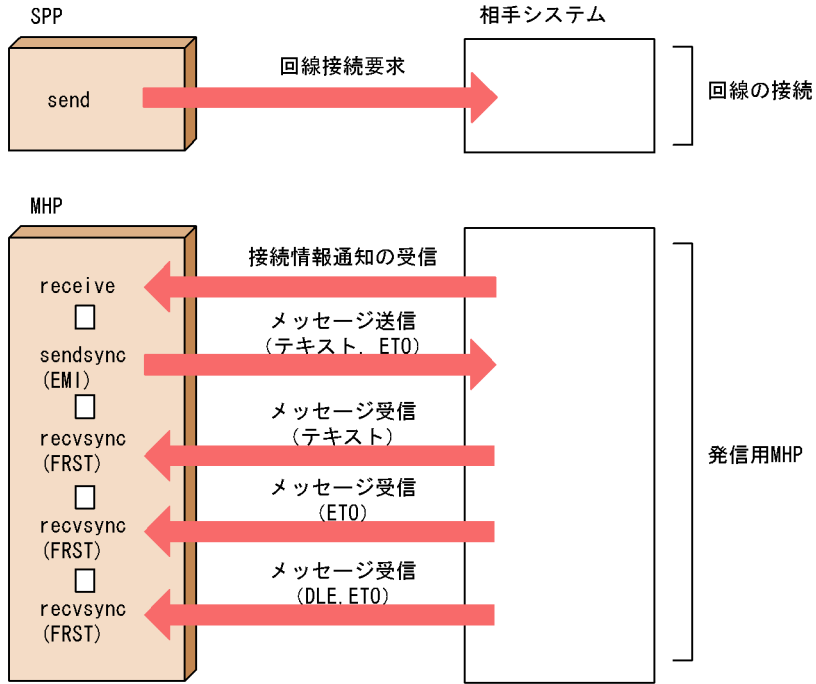 SPP
相手システム
回線接続要求
send
回線の接続
MHP
接続情報通知の受信
receive
メッセージ送信
(テキスト, ETO)
sendsync
(EMI)
メッセージ受信
(テキスト)
recvsync
(FRST)
発信用MHP
メッセージ受信
(ETO)
recvsync
(FRST)
メッセージ受信
(DLE,ETO)
recvsync
(FRST)